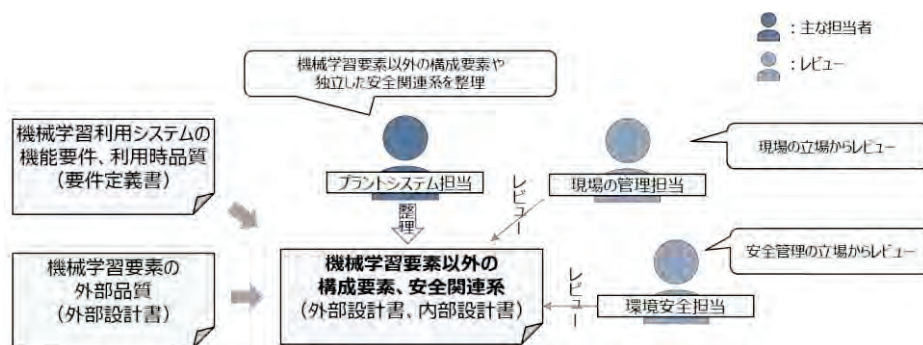 ：主な担当者
：レビュー
機械学習要素以外の構成要素や
独立した安全関連系を整理
機械学習利用システムの
機能要件、利用時品質
（要件定義書）
プラントシステム担当
現場の管理担当
現場の立場からレビュー
整理
レビュー
機械学習要素の
外部品質
（外部設計書）
機械学習要素以外の
構成要素、安全関連系
（外部設計書、内部設計書）
レビュー
環境安全担当
安全管理の立場からレビュー